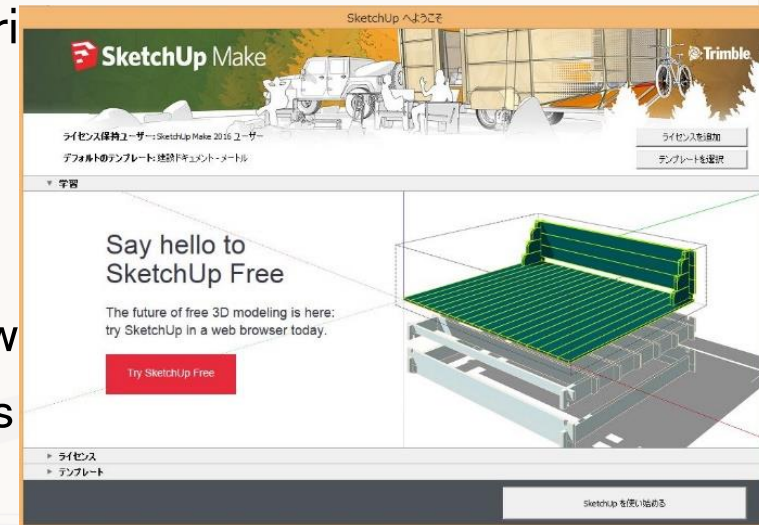 ri
SketchUp へようこそ
SketchUp Make
Trimble
ライセンス保持ユーザー: SketchUp Make 2016 ユーザー
ライセンスを追加
デフォルトのテンプレート: 建設ドキュメント - メートル
テンプレートを選択
▼ 学習
Say hello to
SketchUp Free
The future of free 3D modeling is here:
try SketchUp in a web browser today.
w
Try SketchUp Free
s
▶ ライセンス
▶ テンプレート
SketchUp を使い始める